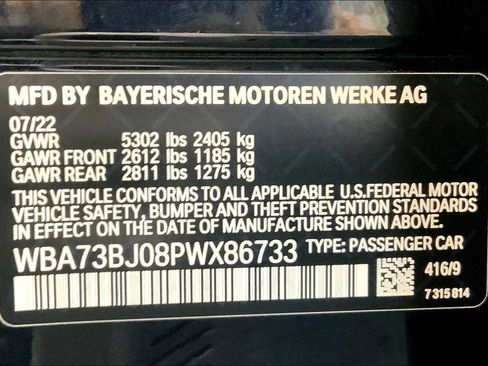 MFD BY BAYERISCHE MOTOREN WERKE AG
07/22
GVWR 5302 lbs 2405 kg
GAWR FRONT 2612 lbs 1185 kg
GAWR REAR 2811 lbs 1275 kg
THIS VEHICLE CONFORMS TO ALL APPLICABLE U.S.FEDERAL MOTOR
VEHICLE SAFETY, BUMPER AND THEFT PREVENTION STANDARDS
IN EFFECT ON THE DATE OF MANUFACTURE SHOWN ABOVE.
WBA73BJ08PWX86733 TYPE: PASSENGER CAR
416/9
7 315 814